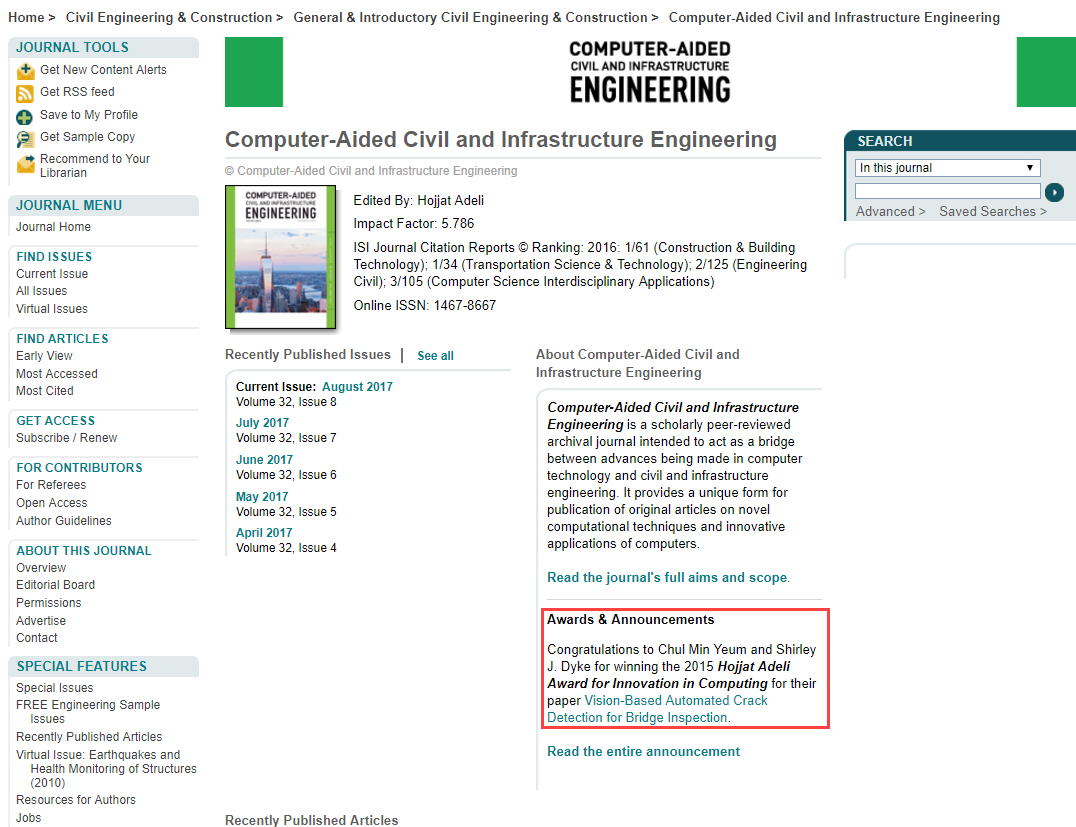 Home > Civil Engineering & Construction > General & Introductory Civil Engineering & Construction > Computer-Aided Civil and Infrastructure Engineering
JOURNAL TOOLS
Get New Content Alerts
Get RSS feed
Save to My Profile
Get Sample Copy
Recommend to Your
Librarian
JOURNAL MENU
Journal Home
FIND ISSUES
Current Issue
All Issues
Virtual Issues
FIND ARTICLES
Early View
Most Accessed
Most Cited
GET ACCESS
Subscribe / Renew
FOR CONTRIBUTORS
For Referees
Open Access
Author Guidelines
ABOUT THIS JOURNAL
Overview
Editorial Board
Permissions
Advertise
Contact
SPECIAL FEATURES
Special Issues
FREE Engineering Sample
Issues
Recently Published Articles
Virtual Issue: Earthquakes and
Health Monitoring of Structures
(2010)
Resources for Authors
Jobs
COMPUTER-AIDED
CIVIL AND INFRASTRUCTURE
ENGINEERING
Computer-Aided Civil and Infrastructure Engineering
© Computer-Aided Civil and Infrastructure Engineering
COMPUTER-AIDED
CIVIL AND INFRASTRUCTURE
ENGINEERING
Edited By: Hojjat Adeli
Impact Factor: 5.786
ISI Journal Citation Reports © Ranking: 2016: 1/61 (Construction & Building
Technology); 1/34 (Transportation Science & Technology); 2/125 (Engineering
Civil); 3/105 (Computer Science Interdisciplinary Applications)
Online ISSN: 1467-8667
Recently Published Issues | See all
Current Issue: August 2017
Volume 32, Issue 8
July 2017
Volume 32, Issue 7
June 2017
Volume 32, Issue 6
May 2017
Volume 32, Issue 5
April 2017
Volume 32, Issue 4
About Computer-Aided Civil and
Infrastructure Engineering
Computer-Aided Civil and Infrastructure
Engineering is a scholarly peer-reviewed
archival journal intended to act as a bridge
between advances being made in computer
technology and civil and infrastructure
engineering. It provides a unique form for
publication of original articles on novel
computational techniques and innovative
applications of computers.
Read the journal's full aims and scope.
Awards & Announcements
Congratulations to Chul Min Yeum and Shirley
J. Dyke for winning the 2015 Hojjat Adeli
Award for Innovation in Computing for their
paper Vision-Based Automated Crack
Detection for Bridge Inspection.
Read the entire announcement
Recently Published Articles
SEARCH
In this journal
Advanced > Saved Searches >